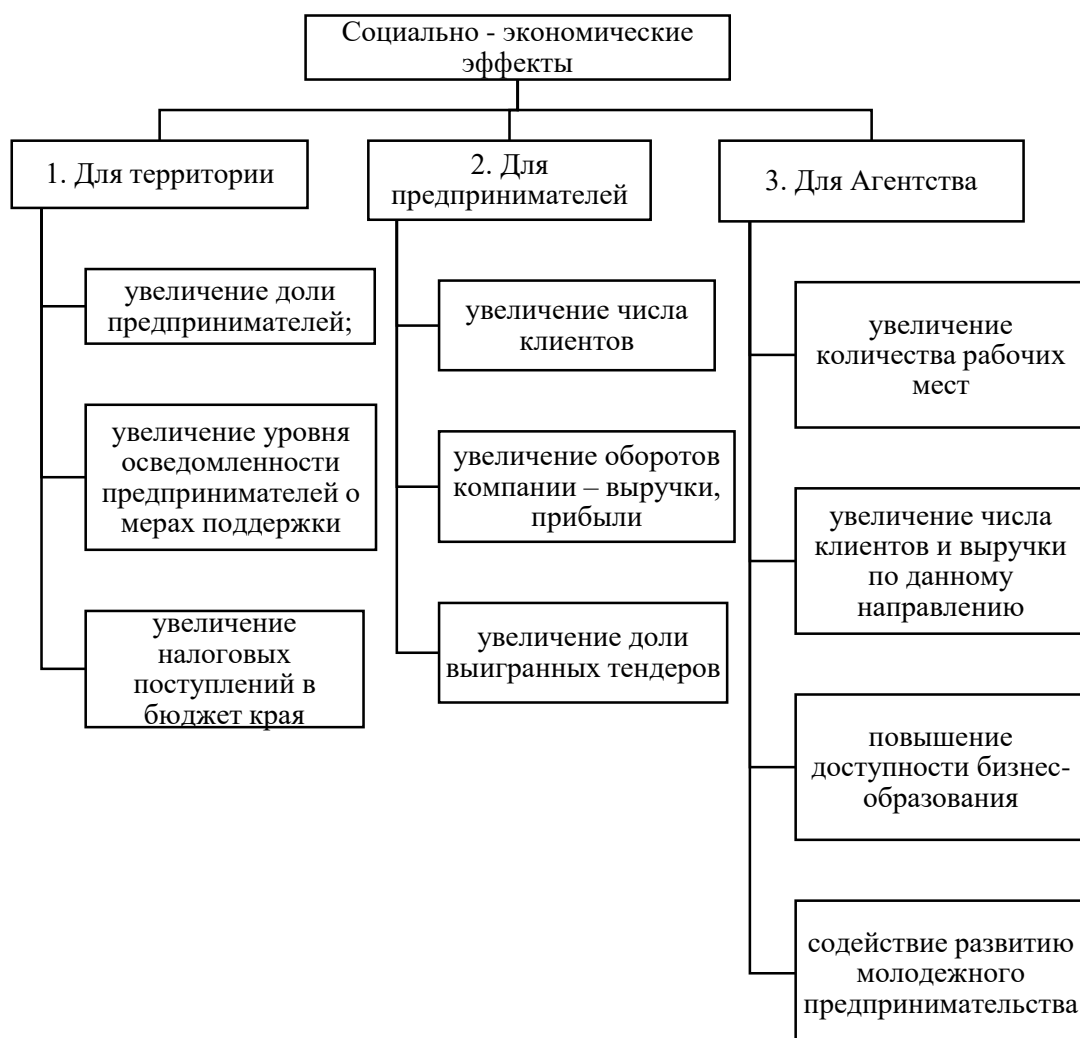 Социально - экономические
эффекты
1. Для территории
увеличение доли
предпринимателей;
увеличение уровня
осведомленности
предпринимателей о
мерах поддержки
увеличение
налоговых
поступлений в
бюджет края
2. Для
предпринимателей
увеличение числа
клиентов
увеличение оборотов
компании – выручки,
прибыли
увеличение доли
выигранных тендеров
3. Для Агентства
увеличение
количества рабочих
мест
увеличение числа
клиентов и выручки
по данному
направлению
повышение
доступности бизнес-
образования
содействие развитию
молодежного
предпринимательства